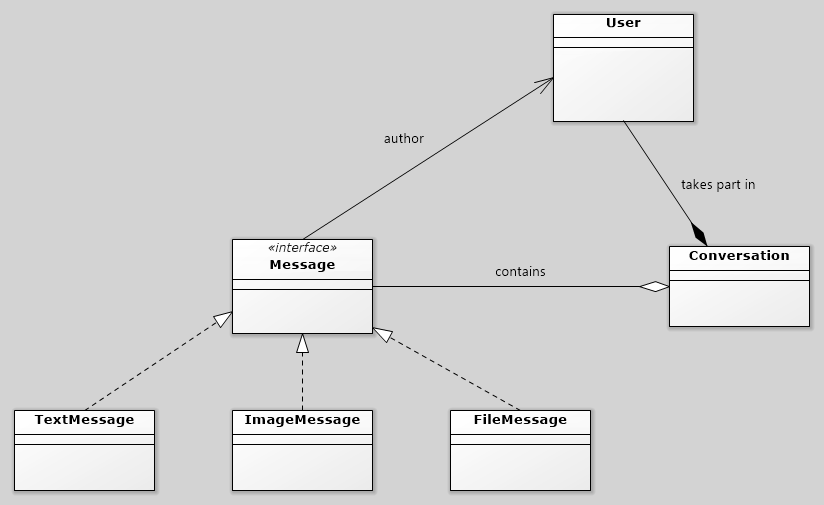 User
author
takes part in
«interface»
Message
contains
Conversation
TextMessage
ImageMessage
FileMessage